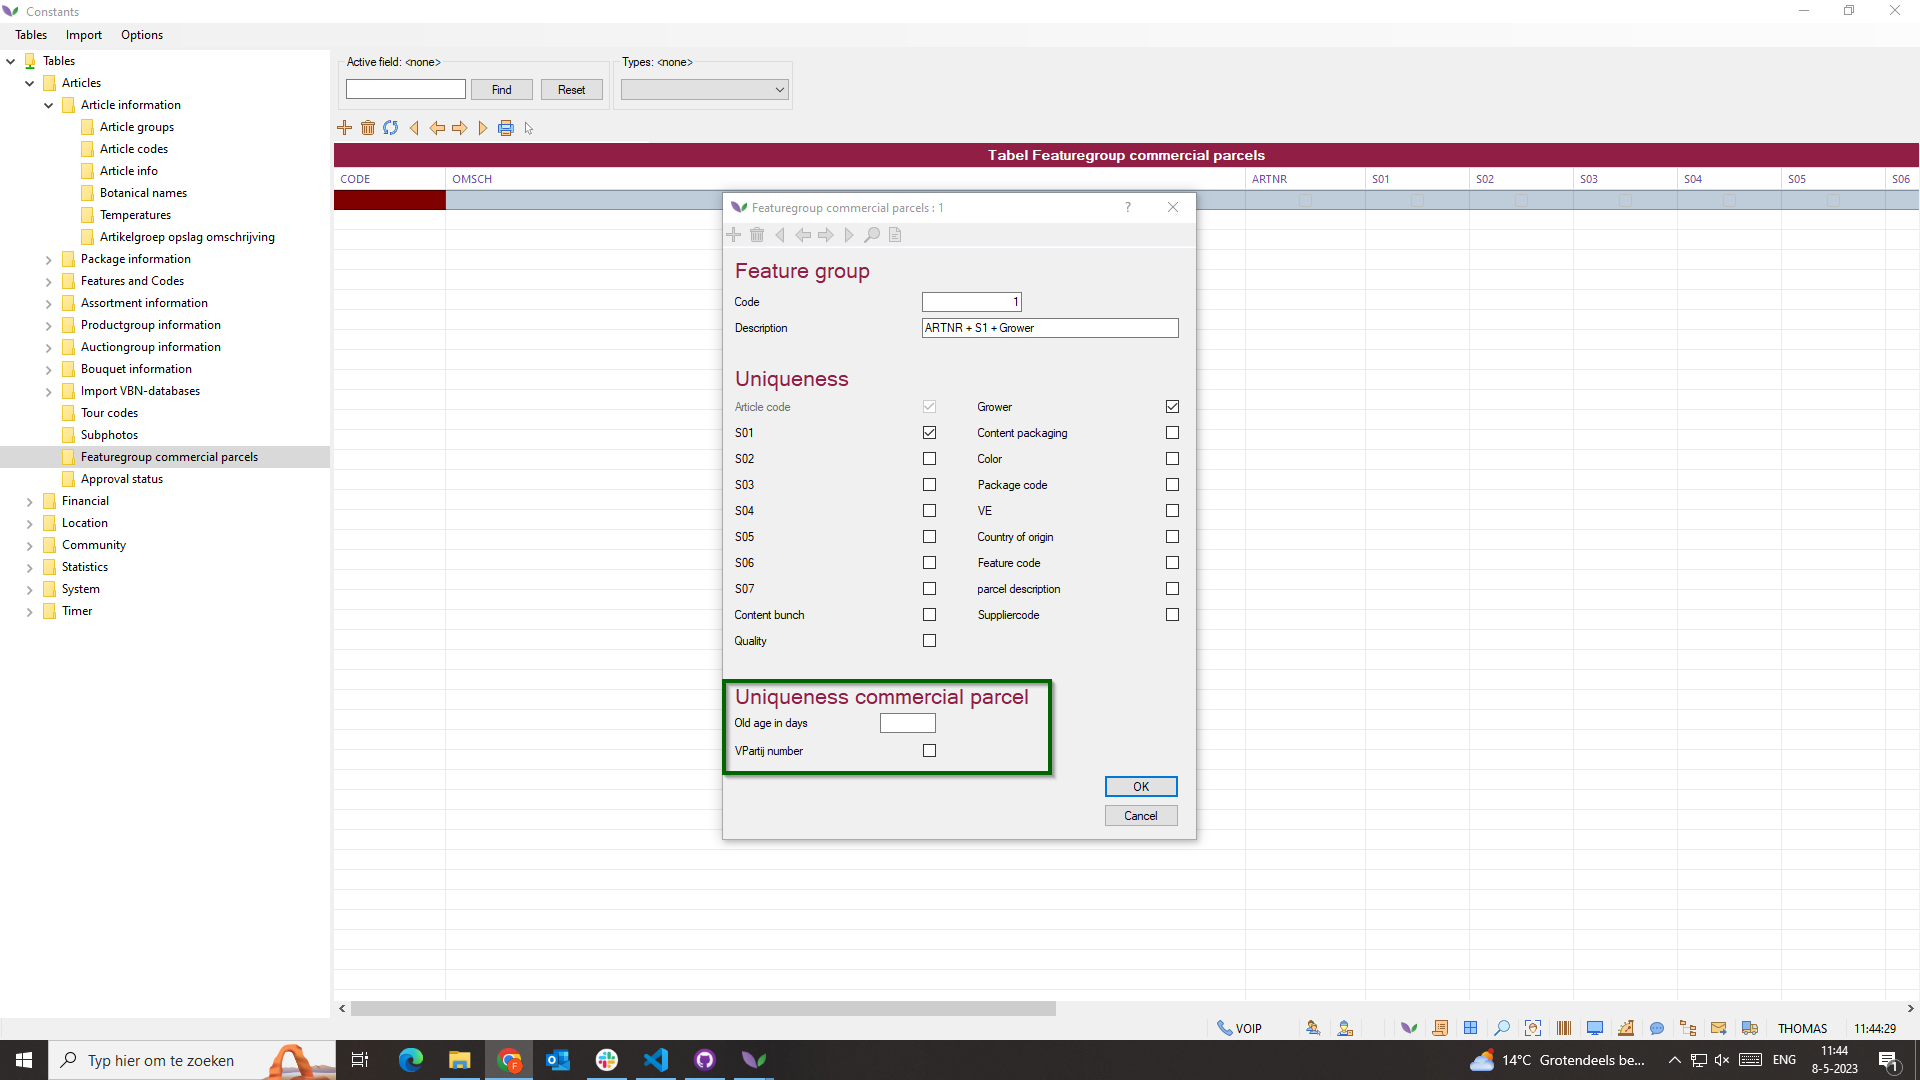 Constants
Tables Import Options
Tables
Articles
Article information
Article groups
Article codes
Article info
Botanical names
Temperatures
Artikelgroep opslag omschrijving
Package information
Features and Codes
Assortment information
Productgroup information
Auctiongroup information
Bouquet information
Import VBN-databases
Tour codes
Subphotos
Featuregroup commercial parcels
Approval status
Financial
Location
Community
Statistics
System
Timer
Active field: <none>
Find Reset
Types: <none>
Tabel Featuregroup commercial parcels
CODE OMSCH ARTNR S01 S02 S03 S04 S05 S06
Featuregroup commercial parcels : 1
?
Feature group
Code 1
Description ARTNR + S1 + Grower
Uniqueness
Article code Grower
S01 Content packaging
S02 Color
S03 Package code
S04 VE
S05 Country of origin
S06 Feature code
S07 parcel description
Content bunch Suppliercode
Quality
Uniqueness commercial parcel
Old age in days
VPartij number
OK
Cancel
VOIP THOMAS 11:44:29
Typ hier om te zoeken
F
14°C Grotendeels be...
ENG
11:44
8-5-2023
1